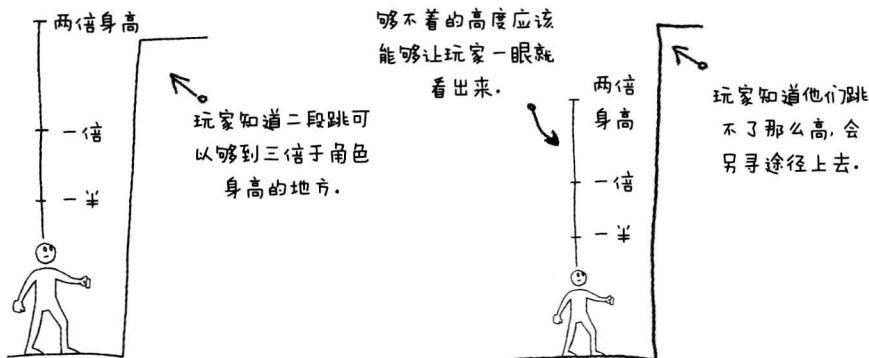 两倍身高
一倍
一半
玩家知道二段跳可
以够到三倍于角色
身高的地方.
够不着的高度应该
能够让玩家一眼就
看出来.
两倍
身高
一倍
一半
玩家知道他们跳
不了那么高,会
另寻途径上去.